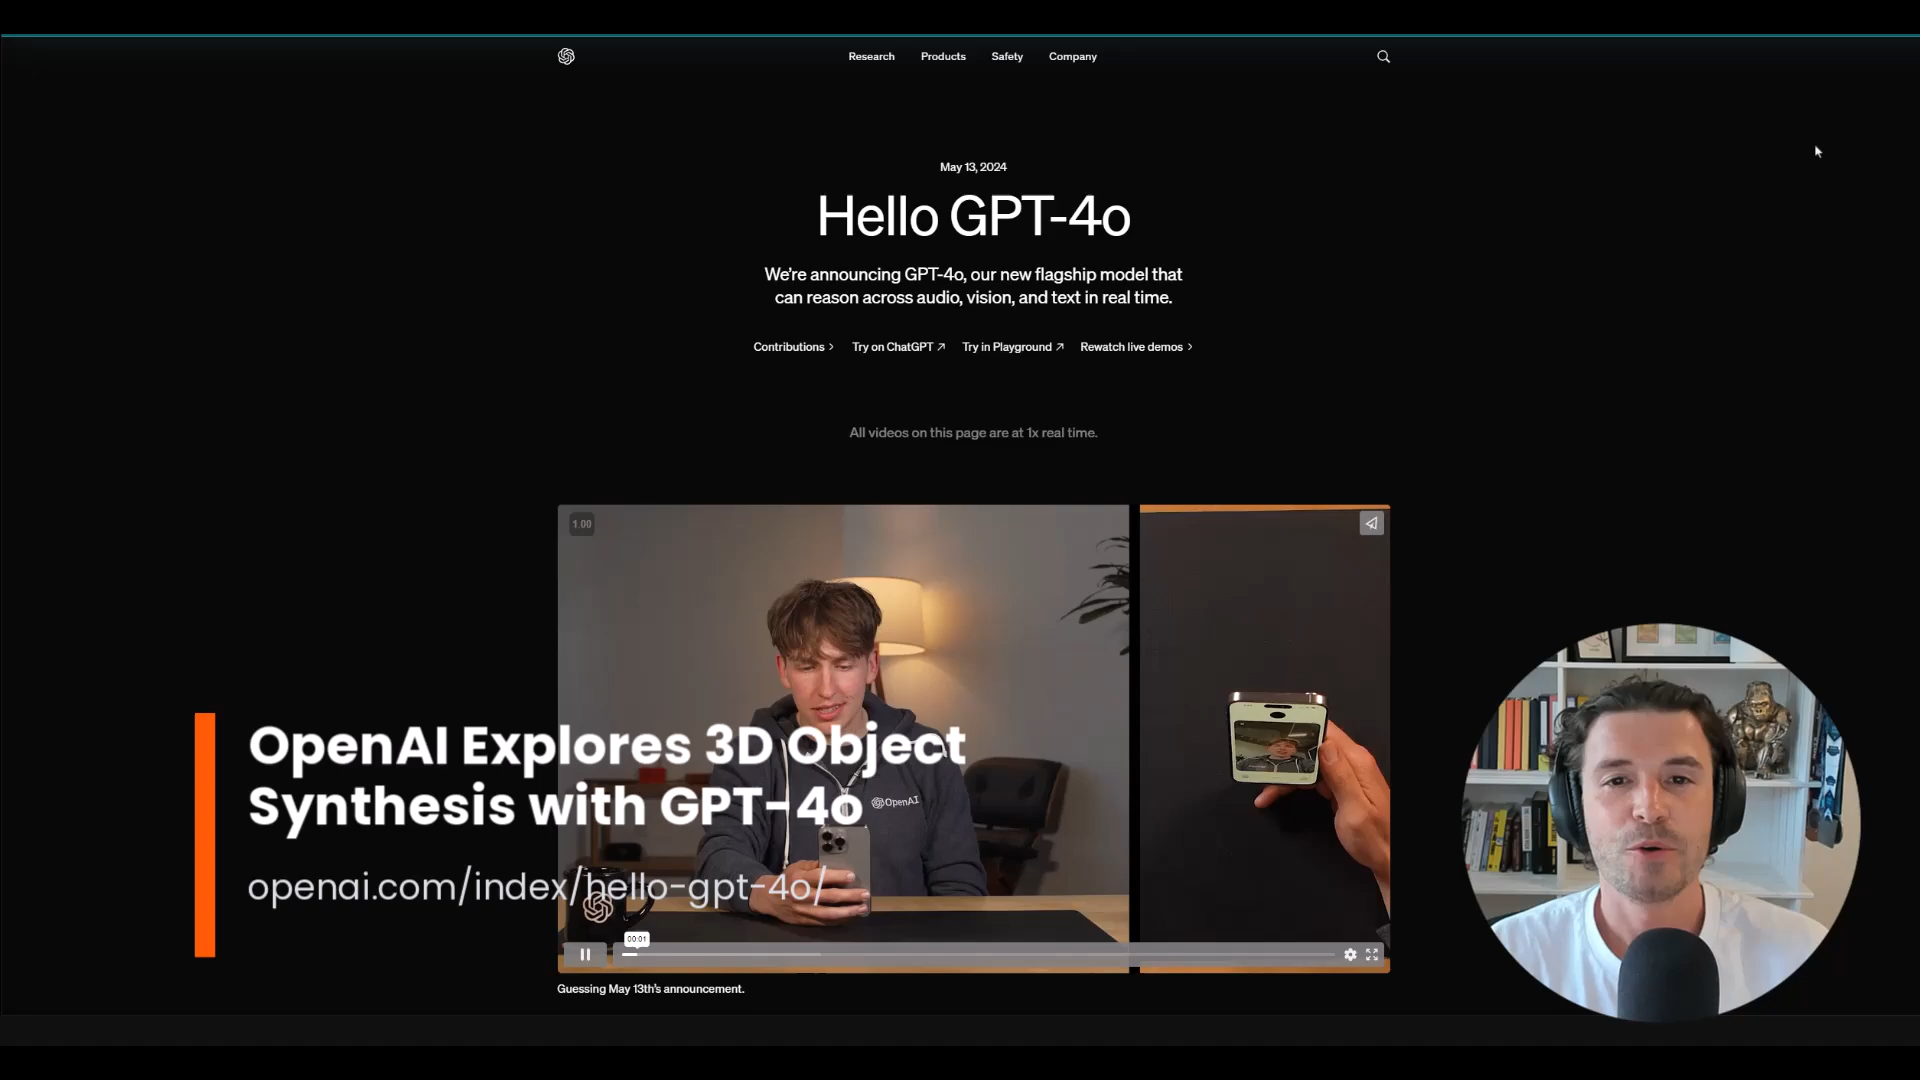 Research Products Safety Company
May 13, 2024
Hello GPT-4o
We're announcing GPT-4o, our new flagship model that
can reason across audio, vision, and text in real time.
Contributions Try on ChatGPT Try in Playground Rewatch live demos
All videos on this page are at 1x real time.
1.00
OpenAI Explores 3D Object
Synthesis with GPT-4o
OpenAI
openai.com/index/hello-gpt-4o/
00:01
Guessing May 13th's announcement.